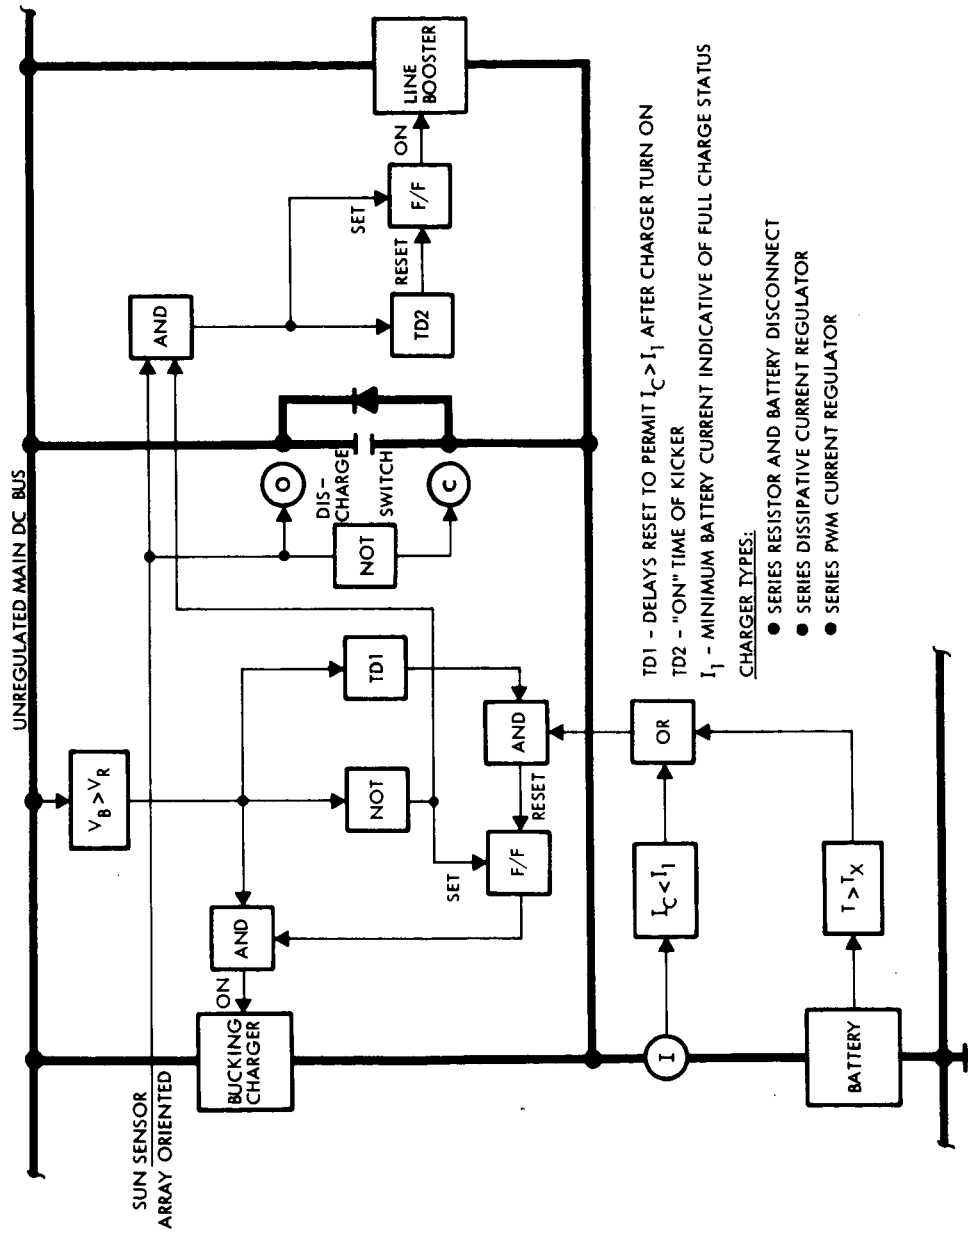 UNREGULATED MAIN DC BUS
SUN SENSOR
ARRAY ORIENTED
V_B > V_R
BUCKING
CHARGER
ON
AND
NOT
TD1
SET
F/F
RESET
AND
OR
I_C < I_1
T > T_X
I
BATTERY
O
DIS-
CHARGE
SWITCH
NOT
C
AND
SET
RESET
TD2
F/F
ON
LINE
BOOSTER
TD1 - DELAYS RESET TO PERMIT I_C > I_1 AFTER CHARGER TURN ON
TD2 - "ON" TIME OF KICKER
I_1 - MINIMUM BATTERY CURRENT INDICATIVE OF FULL CHARGE STATUS
CHARGER TYPES:
● SERIES RESISTOR AND BATTERY DISCONNECT
● SERIES DISSIPATIVE CURRENT REGULATOR
● SERIES PWM CURRENT REGULATOR